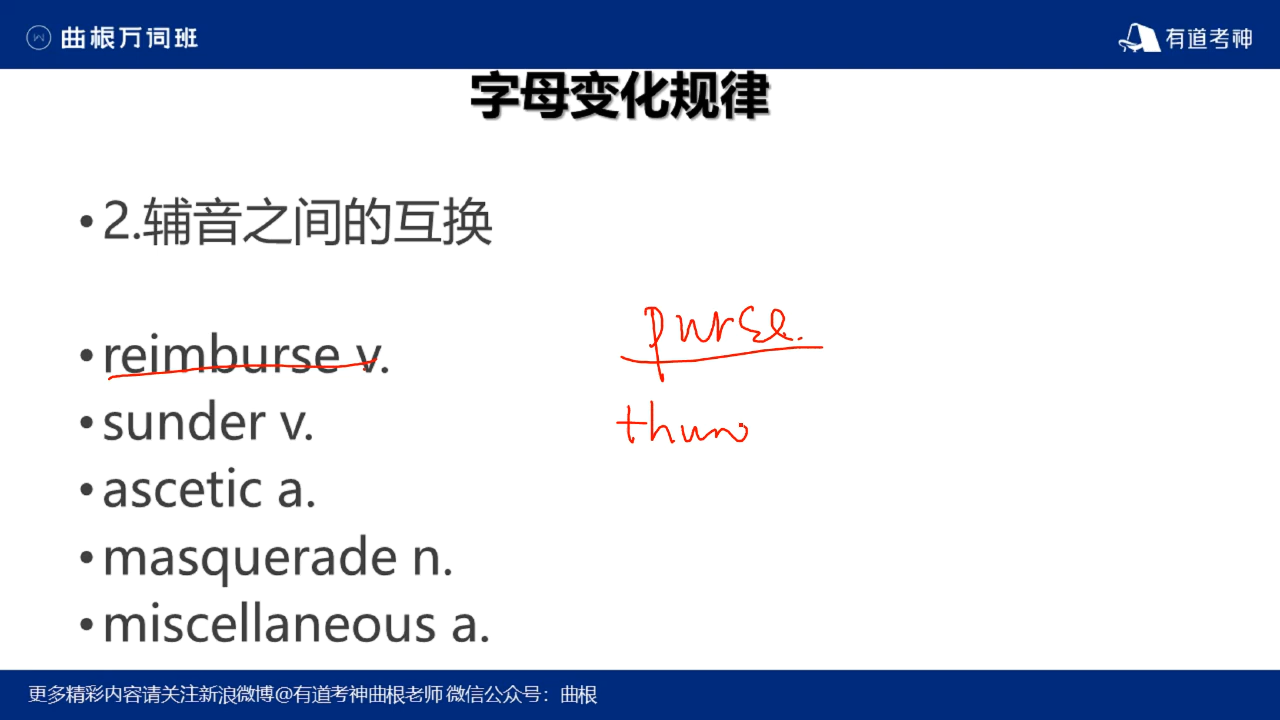 曲根万词班
有道考神
字母变化规律
•2.辅音之间的互换
•reimburse v.
purse.
•sunder v.
thun
•ascetic a.
•masquerade n.
•miscellaneous a.
更多精彩内容请关注新浪微博@有道考神曲根老师 微信公众号：曲根